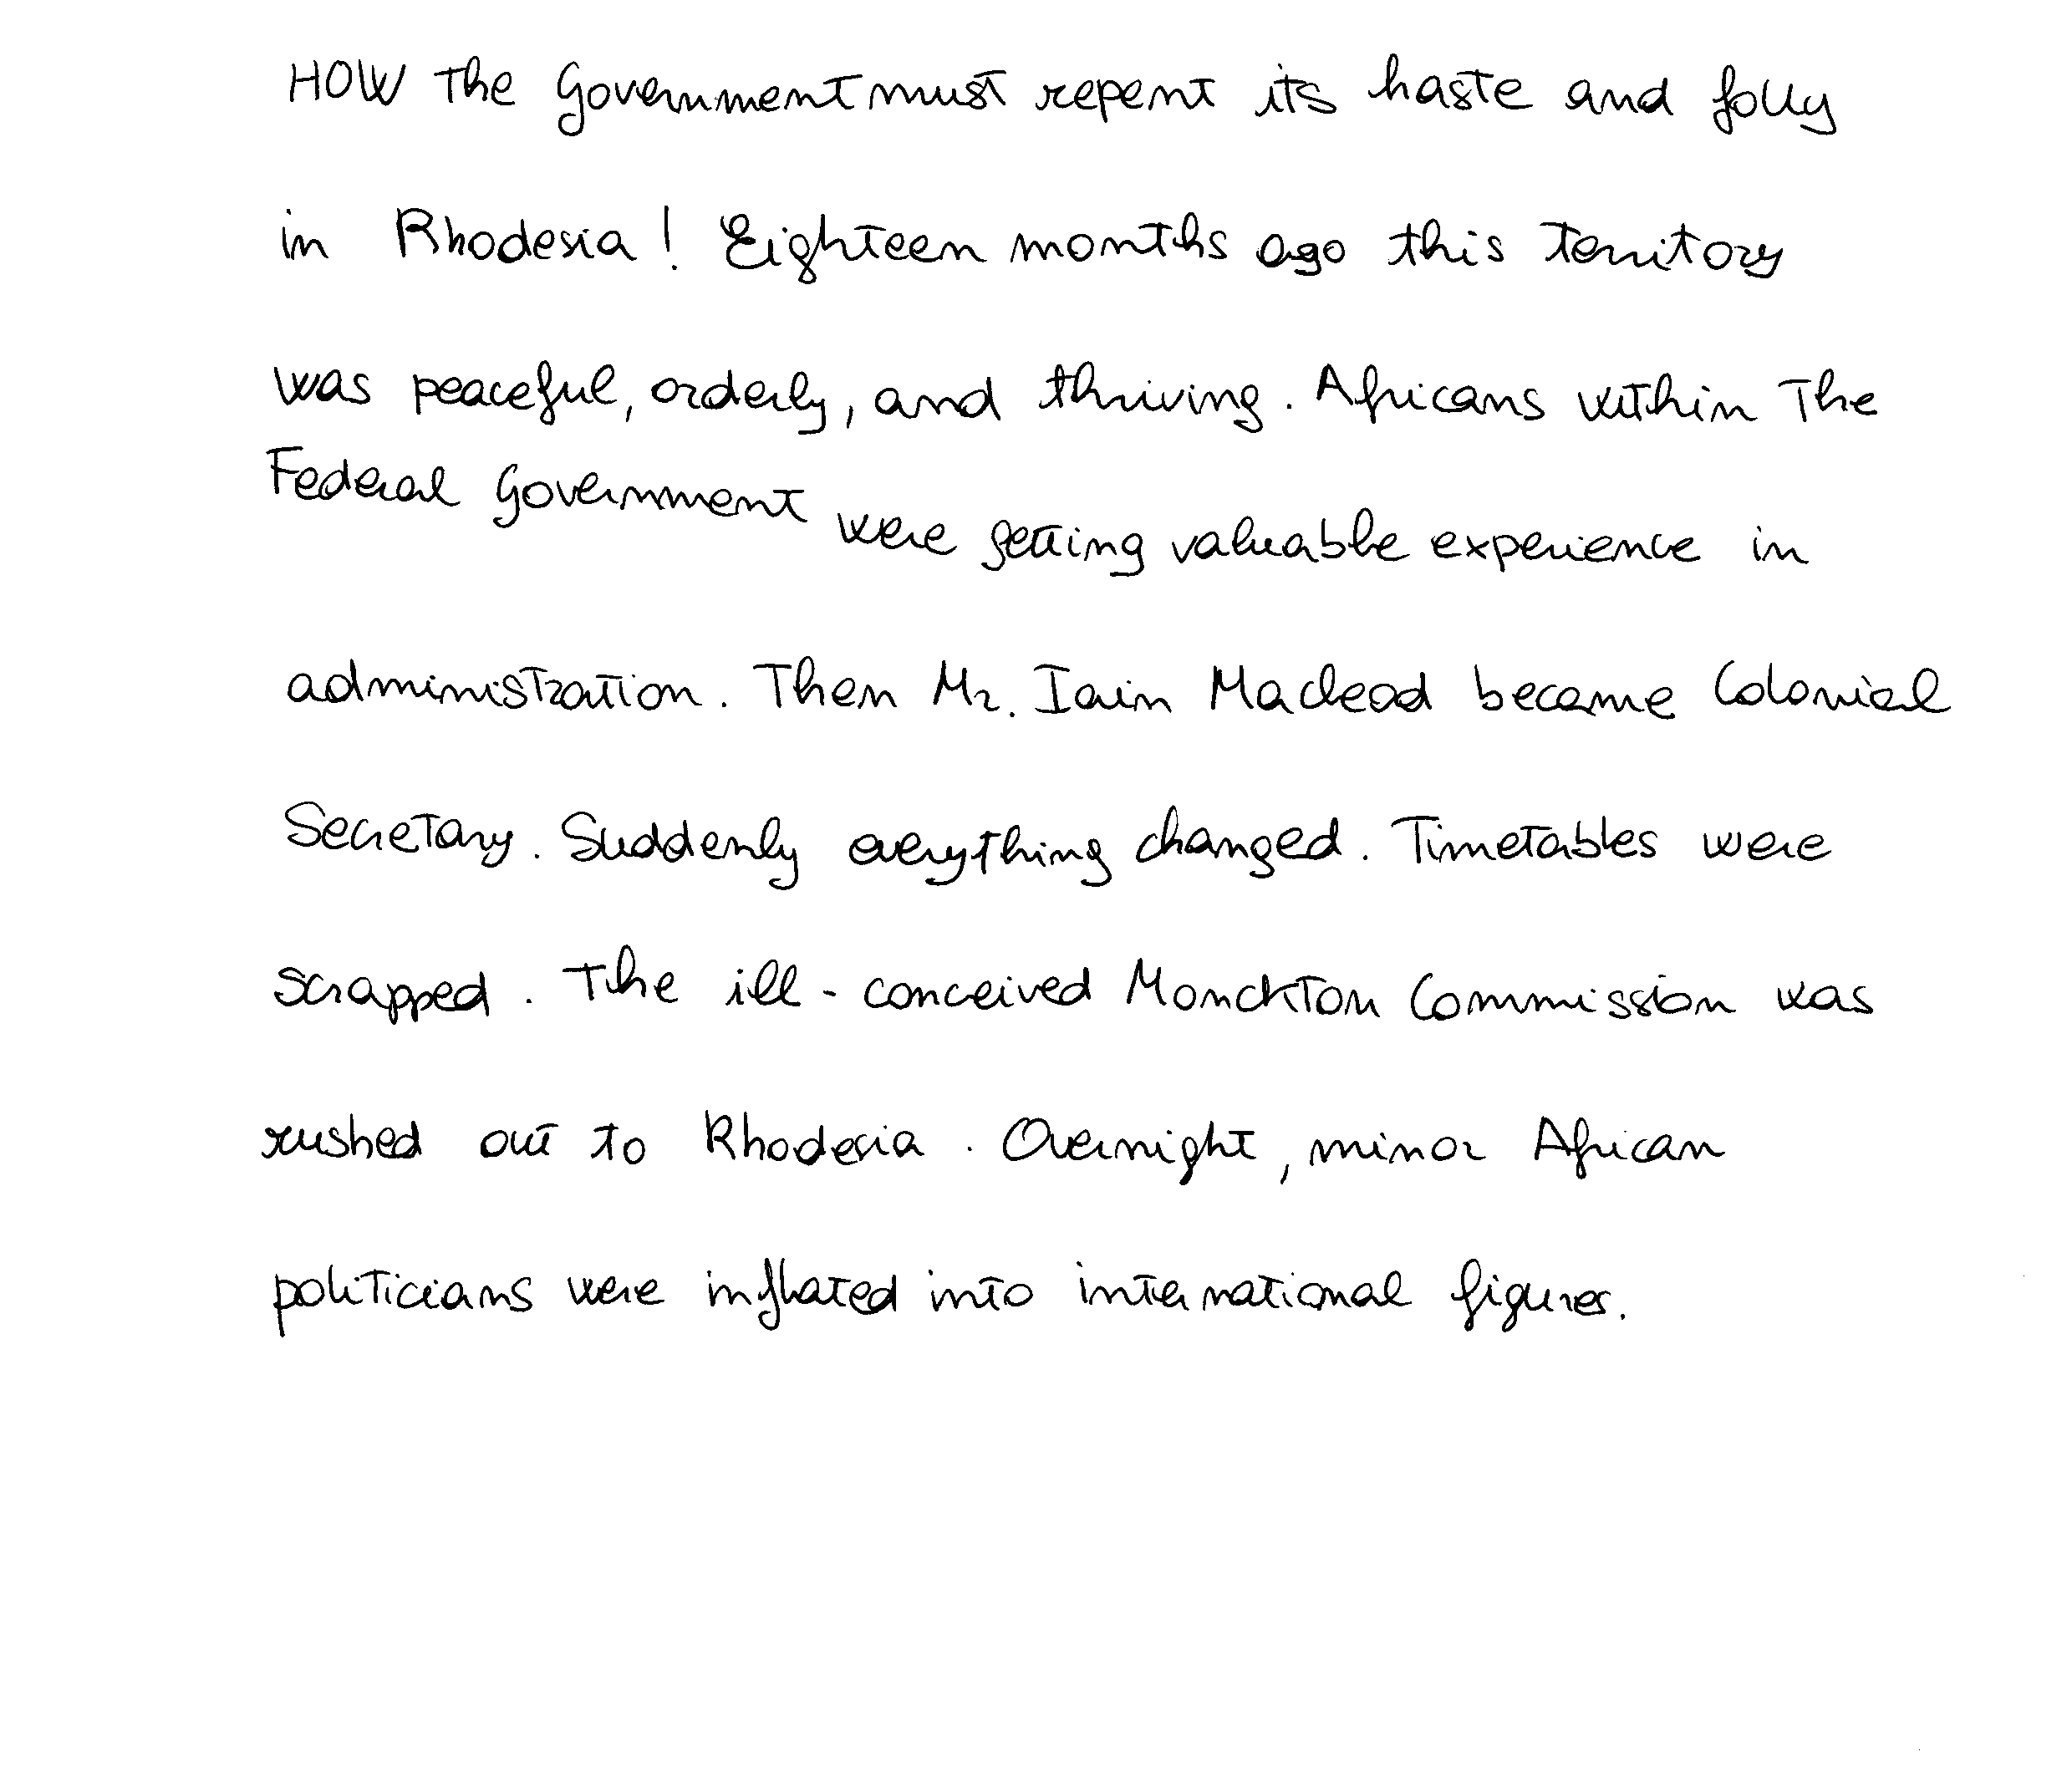 HOW the Government must repent its haste and folly
in Rhodesia! Eighteen months ago this territory
was peaceful, orderly, and thriving. Africans within the
Federal Government were getting valuable experience in
administration. Then Mr. Iain Macleod became Colonial
Secretary. Suddenly everything changed. Timetables were
scrapped. The ill-conceived Monckton Commission was
rushed out to Rhodesia. Overnight, minor African
politicians were inflated into international figures.